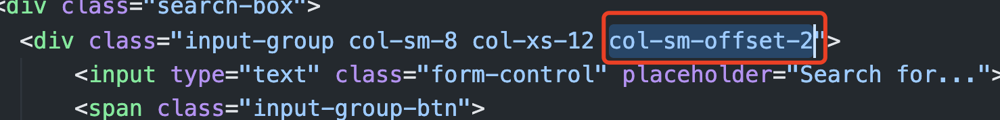 <div class="search-box">
<div class="input-group col-sm-8 col-xs-12 col-sm-offset-2">
<input type="text" class="form-control" placeholder="Search for...">
<span class="input-group-btn">